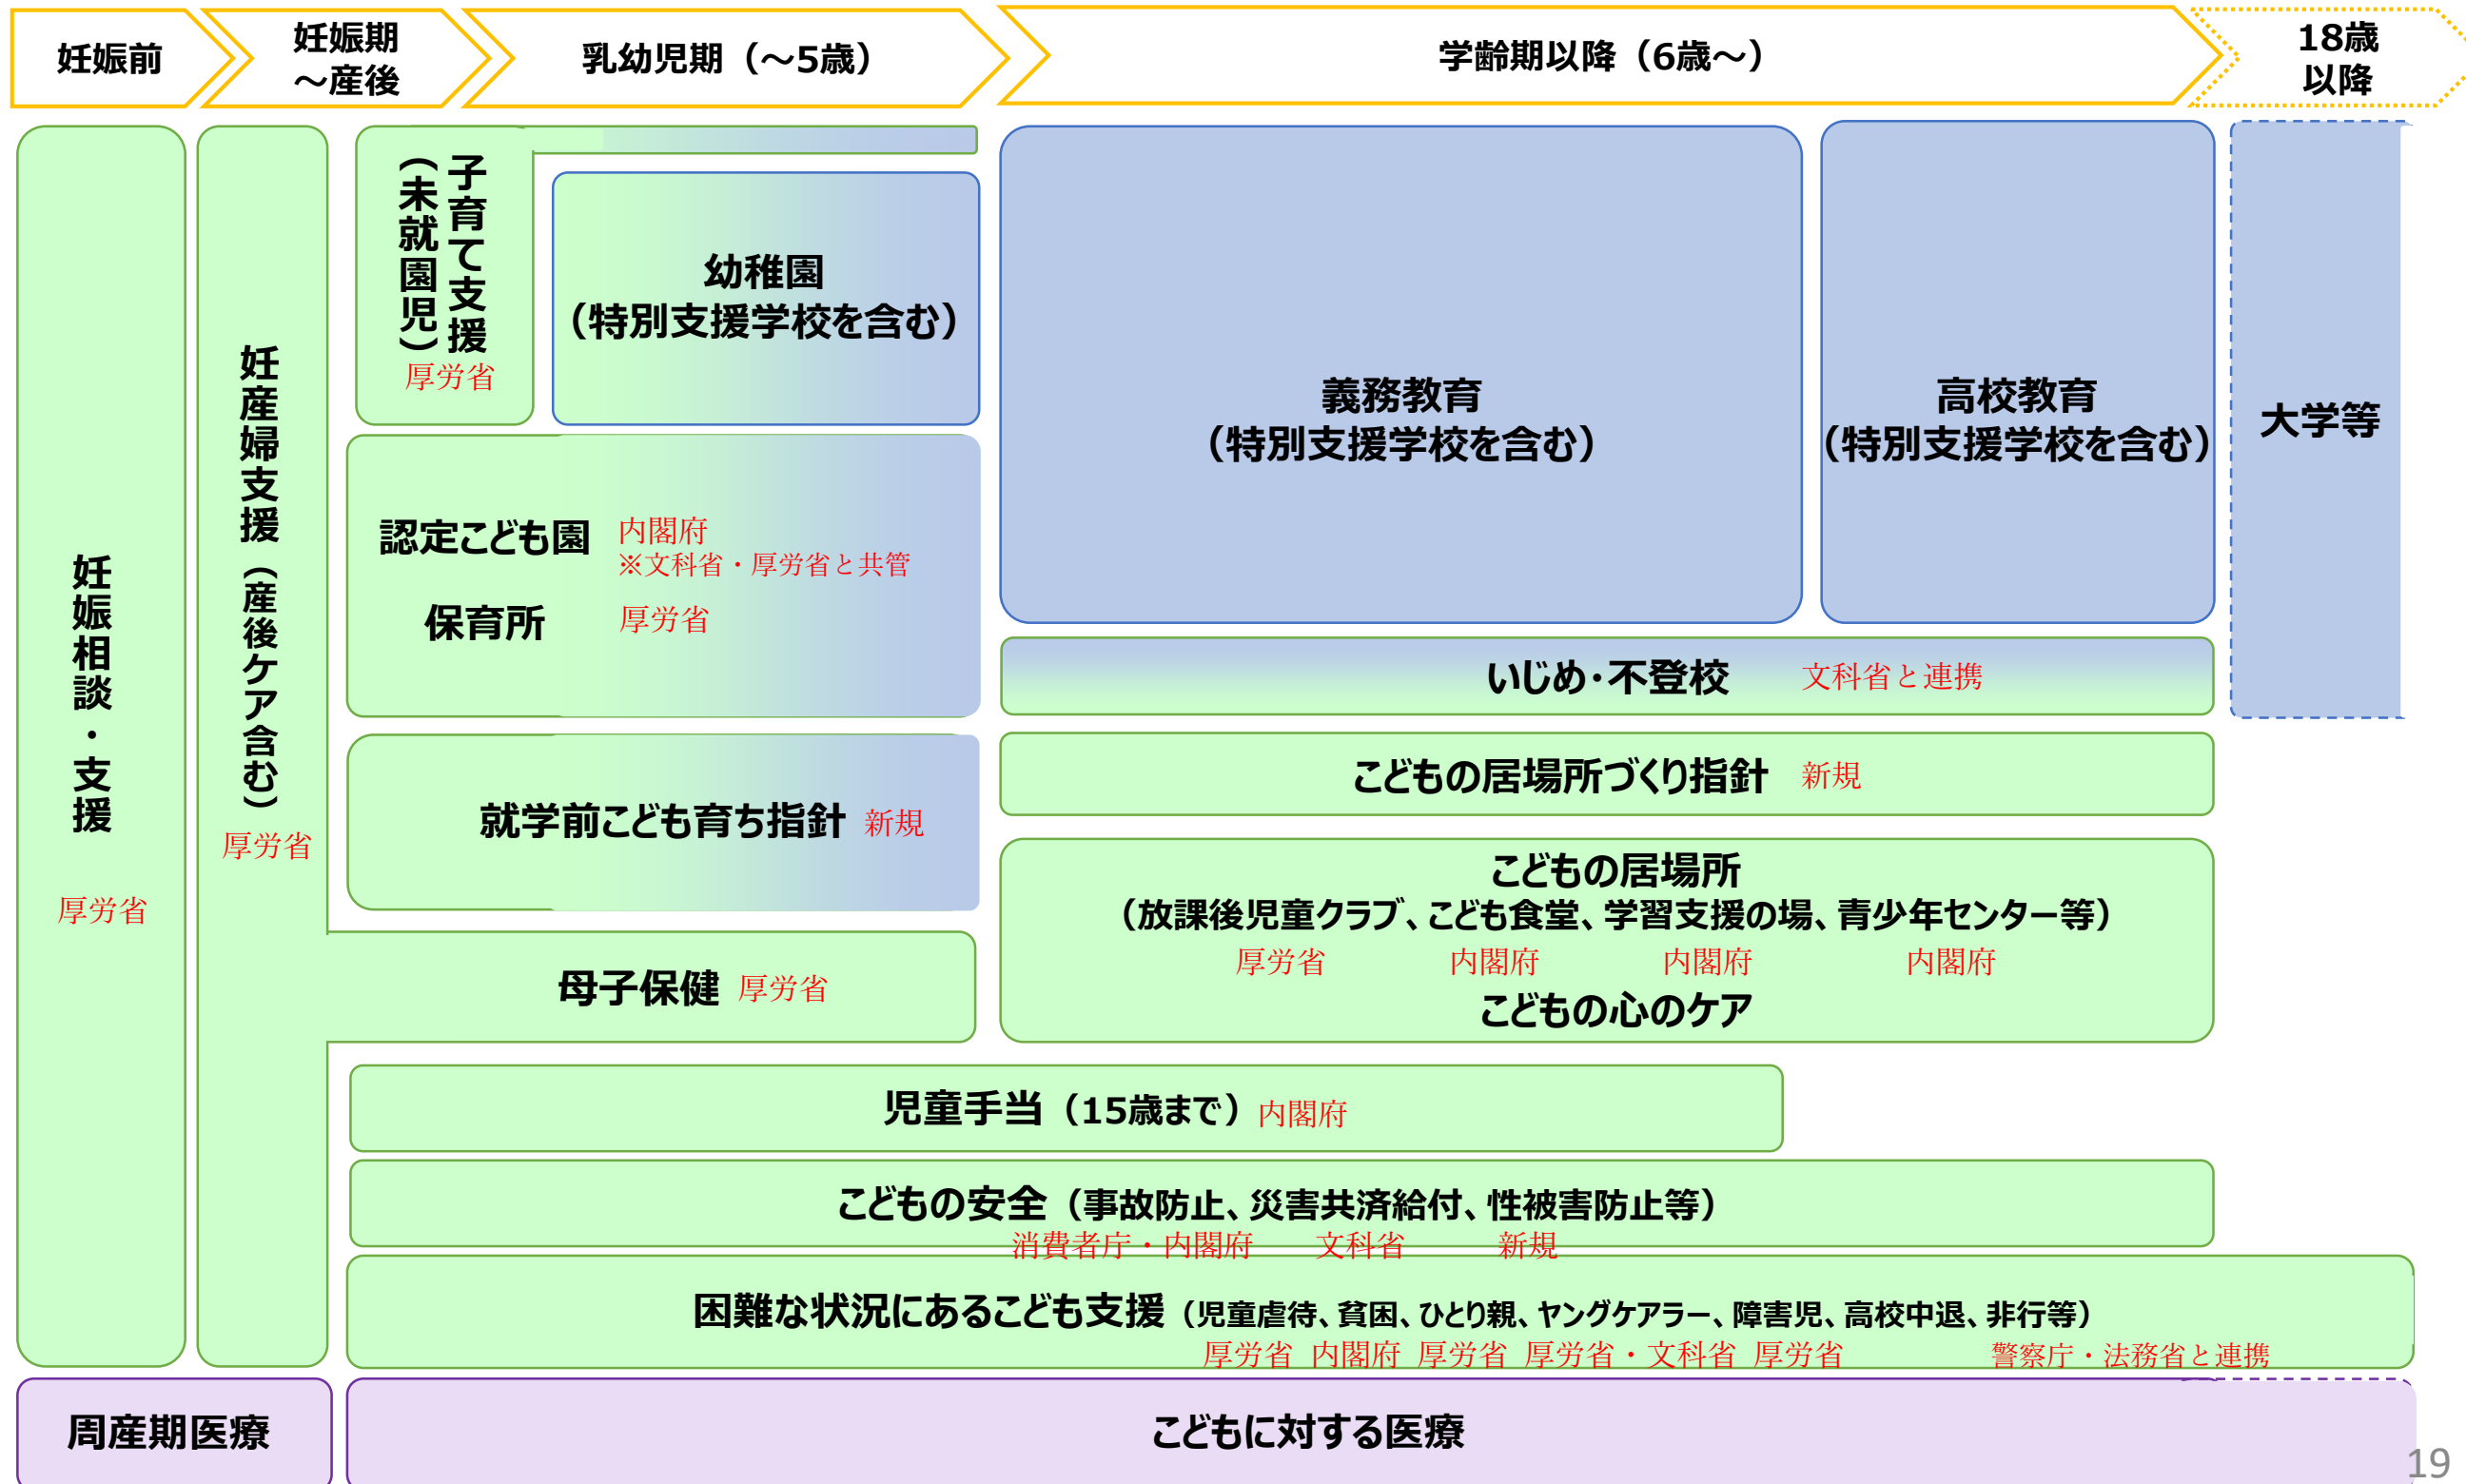 妊娠前
妊娠期
～産後
乳幼児期（～5歳）
学齢期以降（6歳～）
18歳
以降
妊娠相談・支援
厚労省
妊産婦支援（産後ケア含む）
厚労省
子育て支援
（未就園児）
厚労省
幼稚園
（特別支援学校を含む）
認定こども園 内閣府
※文科省・厚労省と共管
保育所 厚労省
就学前こども育ち指針 新規
母子保健 厚労省
義務教育
（特別支援学校を含む）
高校教育
（特別支援学校を含む）
大学等
いじめ・不登校 文科省と連携
こどもの居場所づくり指針 新規
こどもの居場所
（放課後児童クラブ、こども食堂、学習支援の場、青少年センター等）
厚労省 内閣府 内閣府 内閣府
こどもの心のケア
児童手当（15歳まで）内閣府
こどもの安全（事故防止、災害共済給付、性被害防止等）
消費者庁・内閣府 文科省 新規
困難な状況にあるこども支援（児童虐待、貧困、ひとり親、ヤングケアラー、障害児、高校中退、非行等）
厚労省 内閣府 厚労省 厚労省・文科省 厚労省 警察庁・法務省と連携
周産期医療
こどもに対する医療
19